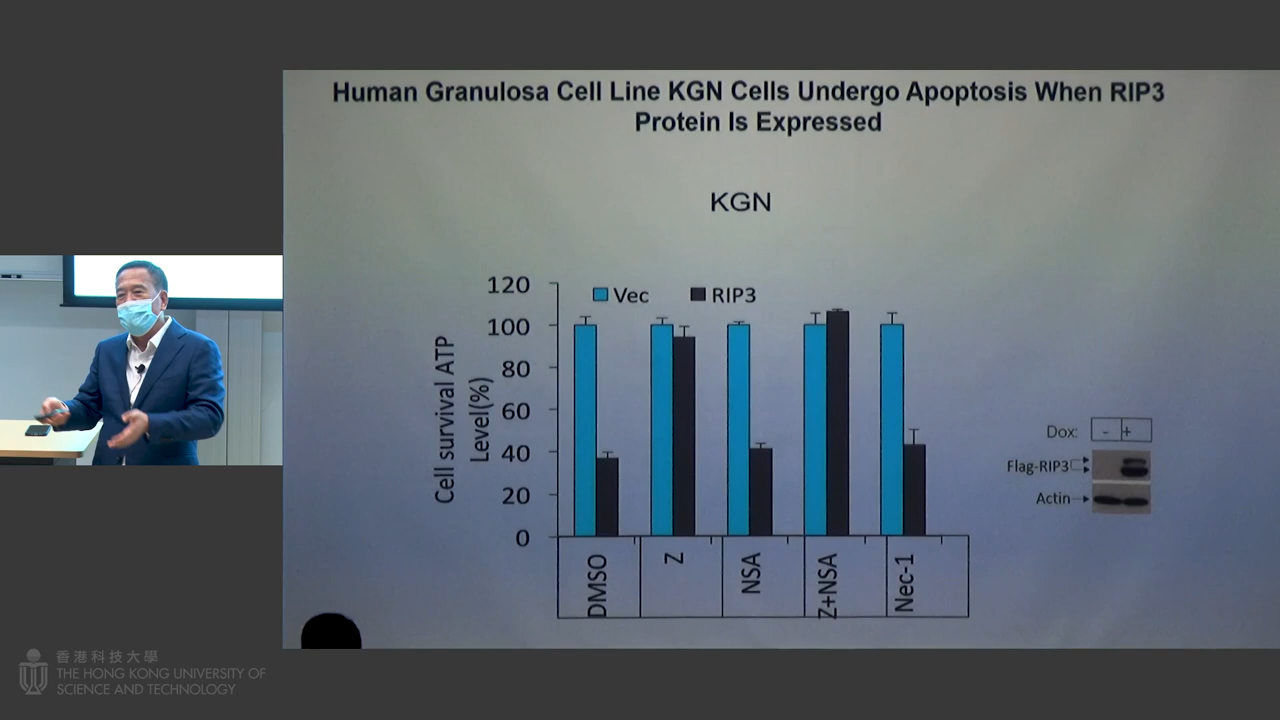 Human Granulosa Cell Line KGN Cells Undergo Apoptosis When RIP3
Protein Is Expressed
KGN
Vec
RIP3
Cell survival ATP
Level(%)
120
100
80
60
40
20
0
DMSO
Z
NSA
Z+NSA
Nec-1
Dox: - +
Flag-RIP3
Actin
香港科技大學
THE HONG KONG UNIVERSITY OF
SCIENCE AND TECHNOLOGY